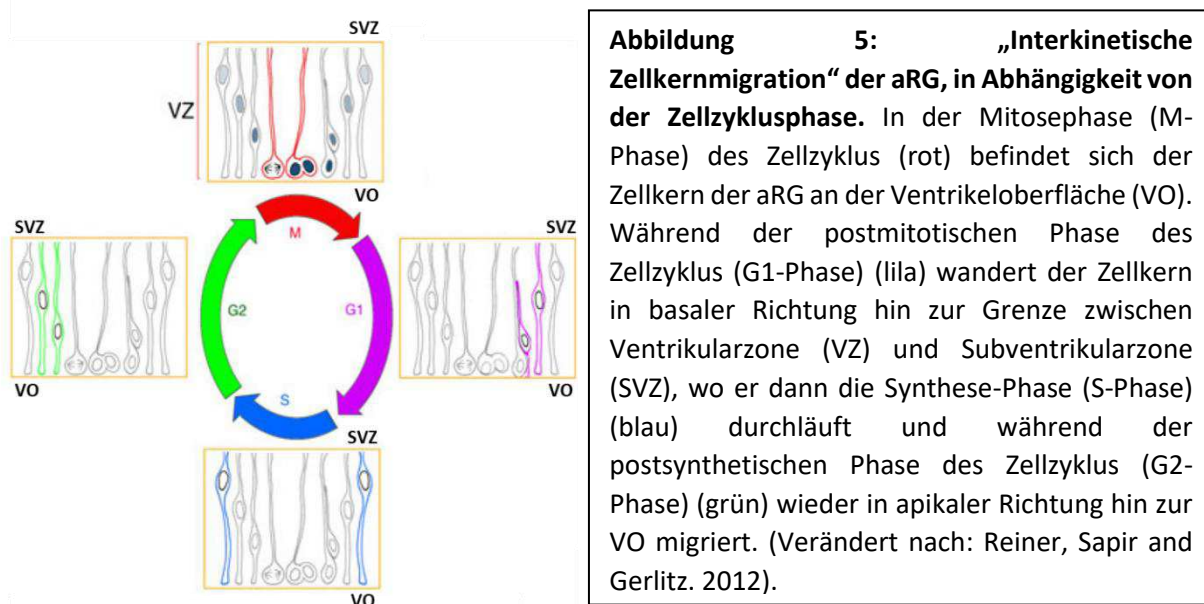 SVZ
VZ
VO
SVZ
VO
SVZ
VO
M
G1
G2
S
SVZ
VO
Abbildung 5: „Interkinetische
Zellkernmigration“ der aRG, in Abhängigkeit von
der Zellzyklusphase. In der Mitosephase (M-
Phase) des Zellzyklus (rot) befindet sich der
Zellkern der aRG an der Ventrikeloberfläche (VO).
Während der postmitotischen Phase des
Zellzyklus (G1-Phase) (lila) wandert der Zellkern
in basaler Richtung hin zur Grenze zwischen
Ventrikularzone (VZ) und Subventrikularzone
(SVZ), wo er dann die Synthese-Phase (S-Phase)
(blau) durchläuft und während der
postsynthetischen Phase des Zellzyklus (G2-
Phase) (grün) wieder in apikaler Richtung hin zur
VO migriert. (Verändert nach: Reiner, Sapir and
Gerlitz. 2012).